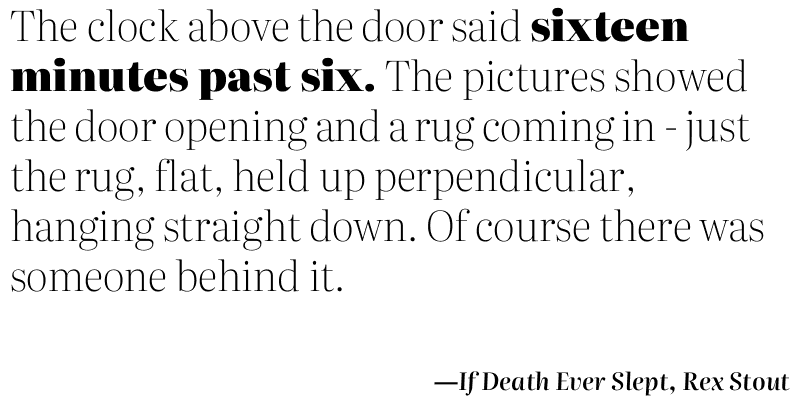 The clock above the door said sixteen
minutes past six. The pictures showed
the door opening and a rug coming in - just
the rug, flat, held up perpendicular,
hanging straight down. Of course there was
someone behind it.
—If Death Ever Slept, Rex Stout